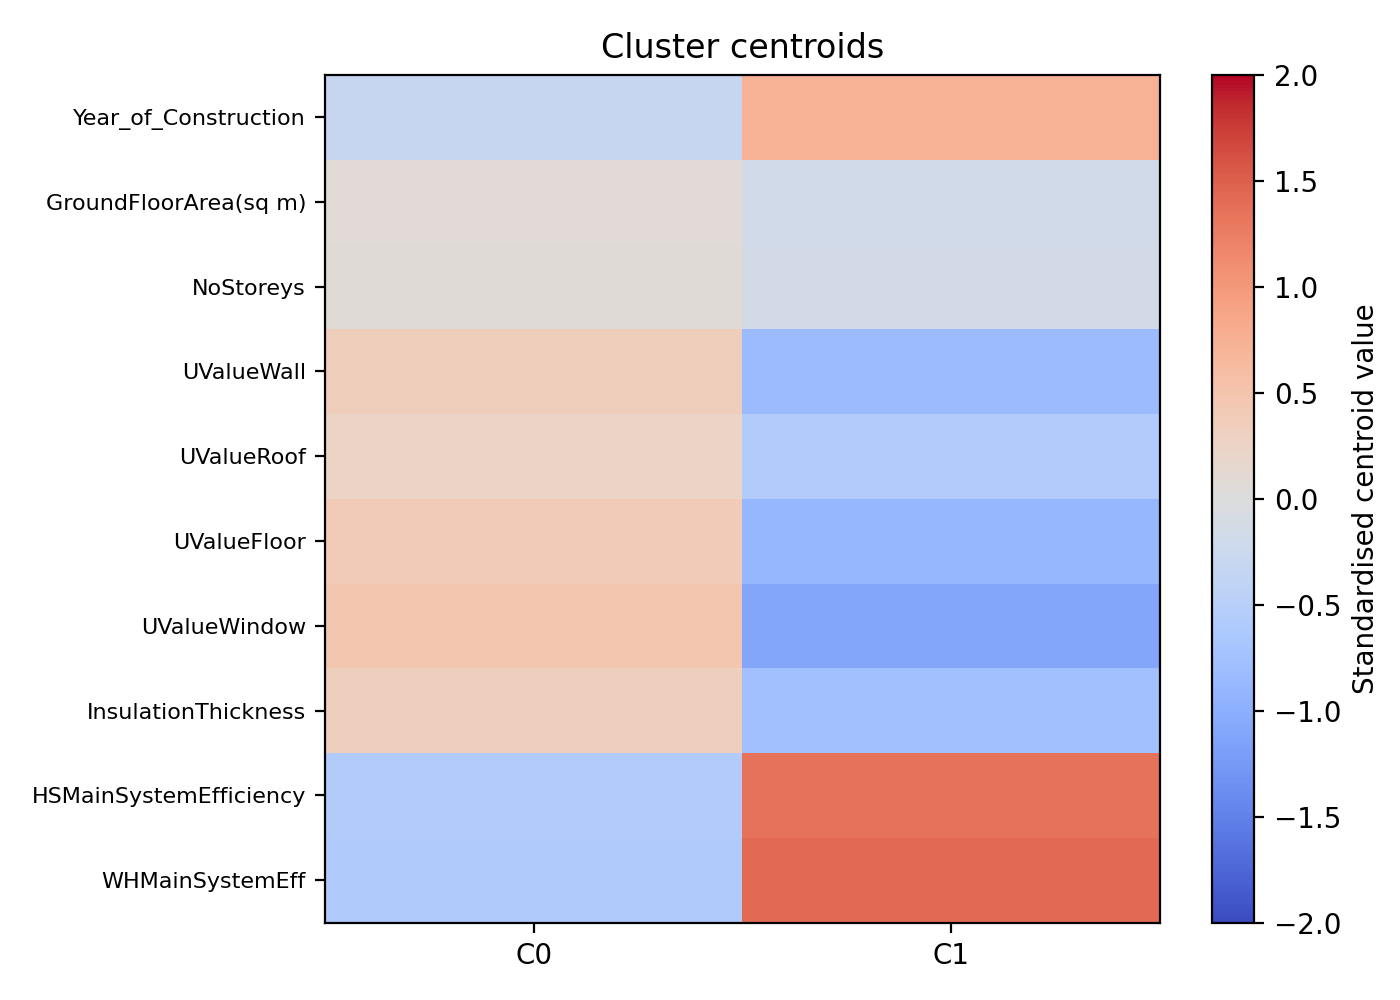 Cluster centroids
Year_of_Construction
GroundFloorArea(sq m)
NoStoreys
UValueWall
UValueRoof
UValueFloor
UValueWindow
InsulationThickness
HSMainSystemEfficiency
WHMainSystemEff
C0
C1
2.0
1.5
1.0
0.5
0.0
−0.5
−1.0
−1.5
−2.0
Standardised centroid value